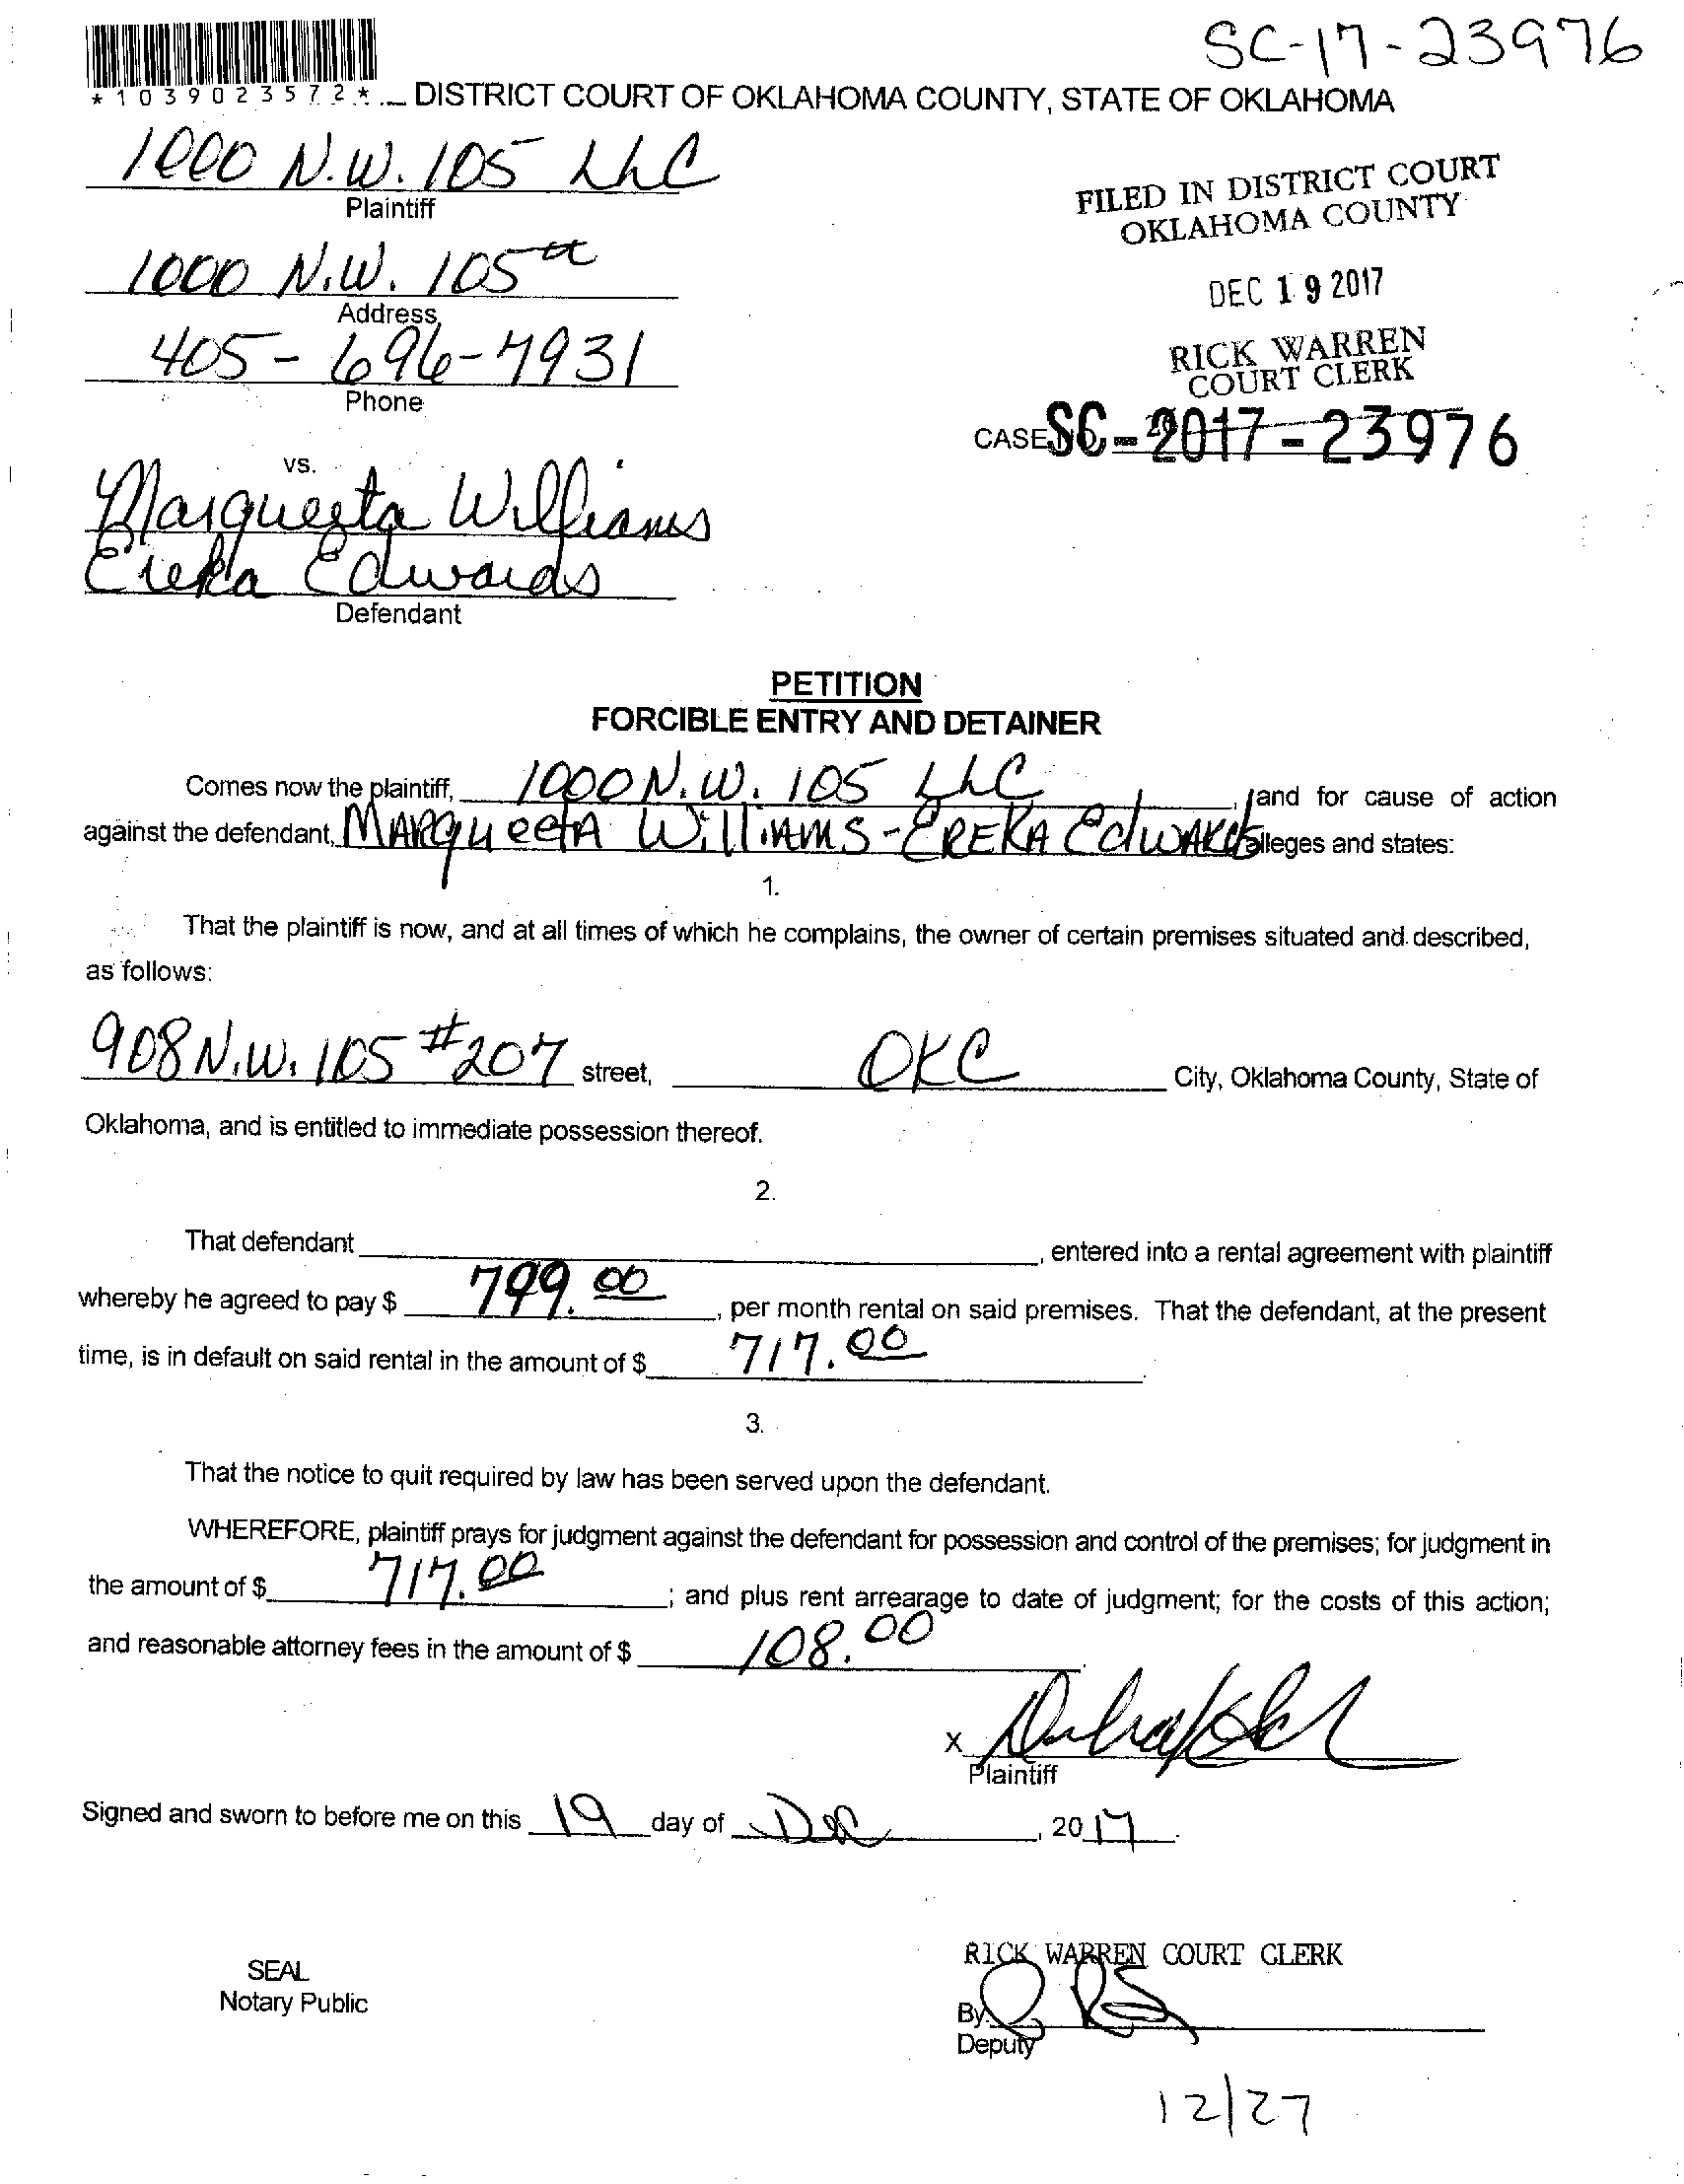 SC-17-23976
*1039023572* DISTRICT COURT OF OKLAHOMA COUNTY, STATE OF OKLAHOMA
1000 N.W. 105 LLC
Plaintiff
FILED IN DISTRICT COURT
OKLAHOMA COUNTY
1000 N.W. 105th
Address
DEC 19 2017
405-696-7931
Phone
RICK WARREN
COURT CLERK
CASE NO. SC-2017-23976
vs.
Marqueeta Williams
Ereka Edwards
Defendant
PETITION
FORCIBLE ENTRY AND DETAINER
Comes now the plaintiff, 1000 N.W. 105 LLC, and for cause of action
against the defendant, MARQueetA WilliAMS-EREKA EdwARds alleges and states:
1.
That the plaintiff is now, and at all times of which he complains, the owner of certain premises situated and described,
as follows:
908 N.W. 105 #207 street, OKC City, Oklahoma County, State of
Oklahoma, and is entitled to immediate possession thereof.
2.
That defendant , entered into a rental agreement with plaintiff
whereby he agreed to pay $ 799.00, per month rental on said premises. That the defendant, at the present
time, is in default on said rental in the amount of $ 717.00.
3.
That the notice to quit required by law has been served upon the defendant.
WHEREFORE, plaintiff prays for judgment against the defendant for possession and control of the premises; for judgment in
the amount of $ 717.00; and plus rent arrearage to date of judgment; for the costs of this action;
and reasonable attorney fees in the amount of $ 108.00.
X
Plaintiff
Signed and sworn to before me on this 19 day of Dec, 2017.
SEAL
Notary Public
RICK WARREN COURT CLERK
By
Deputy
12/27